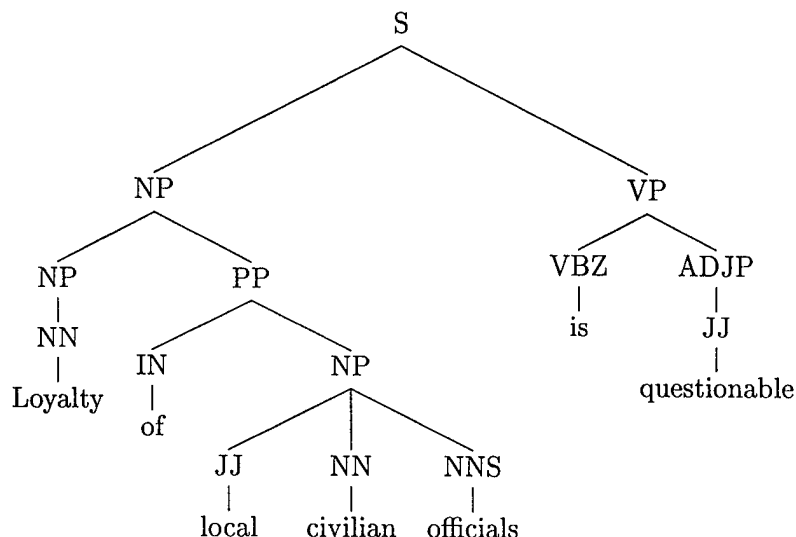 S
NP VP
NP PP VBZ ADJP
NN is JJ
IN NP
Loyalty questionable
of
JJ NN NNS
local civilian officials